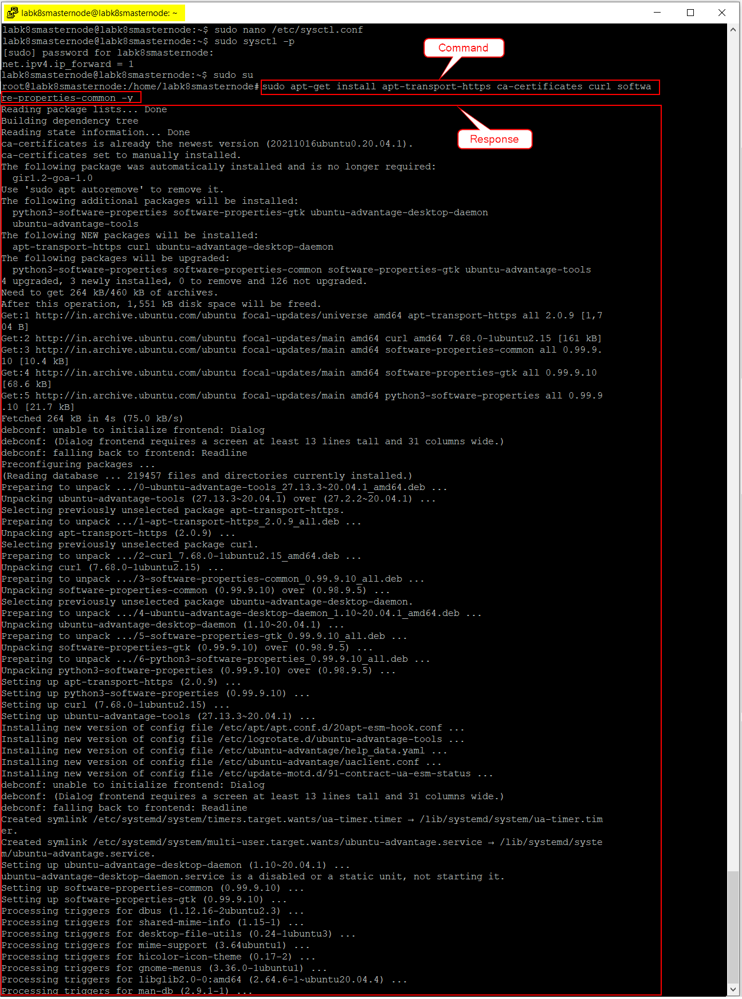 labk8smasternode@labk8smasternode: ~
labk8smasternode@labk8smasternode:~$ sudo nano /etc/sysctl.conf
labk8smasternode@labk8smasternode:~$ sudo sysctl -p
[sudo] password for labk8smasternode:
net.ipv4.ip_forward = 1
Command
labk8smasternode@labk8smasternode:~$ sudo su
root@labk8smasternode:/home/labk8smasternode# sudo apt-get install apt-transport-https ca-certificates curl softwa
re-properties-common -y
Reading package lists... Done
Building dependency tree
Reading state information... Done
Response
ca-certificates is already the newest version (20211016ubuntu0.20.04.1).
ca-certificates set to manually installed.
The following package was automatically installed and is no longer required:
  gir1.2-goa-1.0
Use 'sudo apt autoremove' to remove it.
The following additional packages will be installed:
  python3-software-properties software-properties-gtk ubuntu-advantage-desktop-daemon
  ubuntu-advantage-tools
The following NEW packages will be installed:
  apt-transport-https curl ubuntu-advantage-desktop-daemon
The following packages will be upgraded:
  python3-software-properties software-properties-common software-properties-gtk ubuntu-advantage-tools
4 upgraded, 3 newly installed, 0 to remove and 126 not upgraded.
Need to get 264 kB/460 kB of archives.
After this operation, 1,551 kB disk space will be freed.
Get:1 http://in.archive.ubuntu.com/ubuntu focal-updates/universe amd64 apt-transport-https all 2.0.9 [1,7
04 B]
Get:2 http://in.archive.ubuntu.com/ubuntu focal-updates/main amd64 curl amd64 7.68.0-1ubuntu2.15 [161 kB]
Get:3 http://in.archive.ubuntu.com/ubuntu focal-updates/main amd64 software-properties-common all 0.99.9.
10 [10.4 kB]
Get:4 http://in.archive.ubuntu.com/ubuntu focal-updates/main amd64 software-properties-gtk all 0.99.9.10
[68.6 kB]
Get:5 http://in.archive.ubuntu.com/ubuntu focal-updates/main amd64 python3-software-properties all 0.99.9
.10 [21.7 kB]
Fetched 264 kB in 4s (75.0 kB/s)
debconf: unable to initialize frontend: Dialog
debconf: (Dialog frontend requires a screen at least 13 lines tall and 31 columns wide.)
debconf: falling back to frontend: Readline
Preconfiguring packages ...
(Reading database ... 219457 files and directories currently installed.)
Preparing to unpack .../0-ubuntu-advantage-tools_27.13.3~20.04.1_amd64.deb ...
Unpacking ubuntu-advantage-tools (27.13.3~20.04.1) over (27.2.2~20.04.1) ...
Selecting previously unselected package apt-transport-https.
Preparing to unpack .../1-apt-transport-https_2.0.9_all.deb ...
Unpacking apt-transport-https (2.0.9) ...
Selecting previously unselected package curl.
Preparing to unpack .../2-curl_7.68.0-1ubuntu2.15_amd64.deb ...
Unpacking curl (7.68.0-1ubuntu2.15) ...
Preparing to unpack .../3-software-properties-common_0.99.9.10_all.deb ...
Unpacking software-properties-common (0.99.9.10) over (0.98.9.5) ...
Selecting previously unselected package ubuntu-advantage-desktop-daemon.
Preparing to unpack .../4-ubuntu-advantage-desktop-daemon_1.10~20.04.1_amd64.deb ...
Unpacking ubuntu-advantage-desktop-daemon (1.10~20.04.1) ...
Preparing to unpack .../5-software-properties-gtk_0.99.9.10_all.deb ...
Unpacking software-properties-gtk (0.99.9.10) over (0.98.9.5) ...
Preparing to unpack .../6-python3-software-properties_0.99.9.10_all.deb ...
Unpacking python3-software-properties (0.99.9.10) over (0.98.9.5) ...
Setting up apt-transport-https (2.0.9) ...
Setting up python3-software-properties (0.99.9.10) ...
Setting up curl (7.68.0-1ubuntu2.15) ...
Setting up ubuntu-advantage-tools (27.13.3~20.04.1) ...
Installing new version of config file /etc/apt/apt.conf.d/20apt-esm-hook.conf ...
Installing new version of config file /etc/logrotate.d/ubuntu-advantage-tools ...
Installing new version of config file /etc/ubuntu-advantage/help_data.yaml ...
Installing new version of config file /etc/ubuntu-advantage/uaclient.conf ...
Installing new version of config file /etc/update-motd.d/91-contract-ua-esm-status ...
debconf: unable to initialize frontend: Dialog
debconf: (Dialog frontend requires a screen at least 13 lines tall and 31 columns wide.)
debconf: falling back to frontend: Readline
Created symlink /etc/systemd/system/timers.target.wants/ua-timer.timer → /lib/systemd/system/ua-timer.tim
er.
Created symlink /etc/systemd/system/multi-user.target.wants/ubuntu-advantage.service → /lib/systemd/syste
m/ubuntu-advantage.service.
Setting up ubuntu-advantage-desktop-daemon (1.10~20.04.1) ...
ubuntu-advantage-desktop-daemon.service is a disabled or a static unit, not starting it.
Setting up software-properties-common (0.99.9.10) ...
Setting up software-properties-gtk (0.99.9.10) ...
Processing triggers for dbus (1.12.16-2ubuntu2.3) ...
Processing triggers for shared-mime-info (1.15-1) ...
Processing triggers for desktop-file-utils (0.24-1ubuntu3) ...
Processing triggers for mime-support (3.64ubuntu1) ...
Processing triggers for hicolor-icon-theme (0.17-2) ...
Processing triggers for gnome-menus (3.36.0-1ubuntu1) ...
Processing triggers for libglib2.0-0:amd64 (2.64.6-1~ubuntu20.04.4) ...
Processing triggers for man-db (2.9.1-1) ...